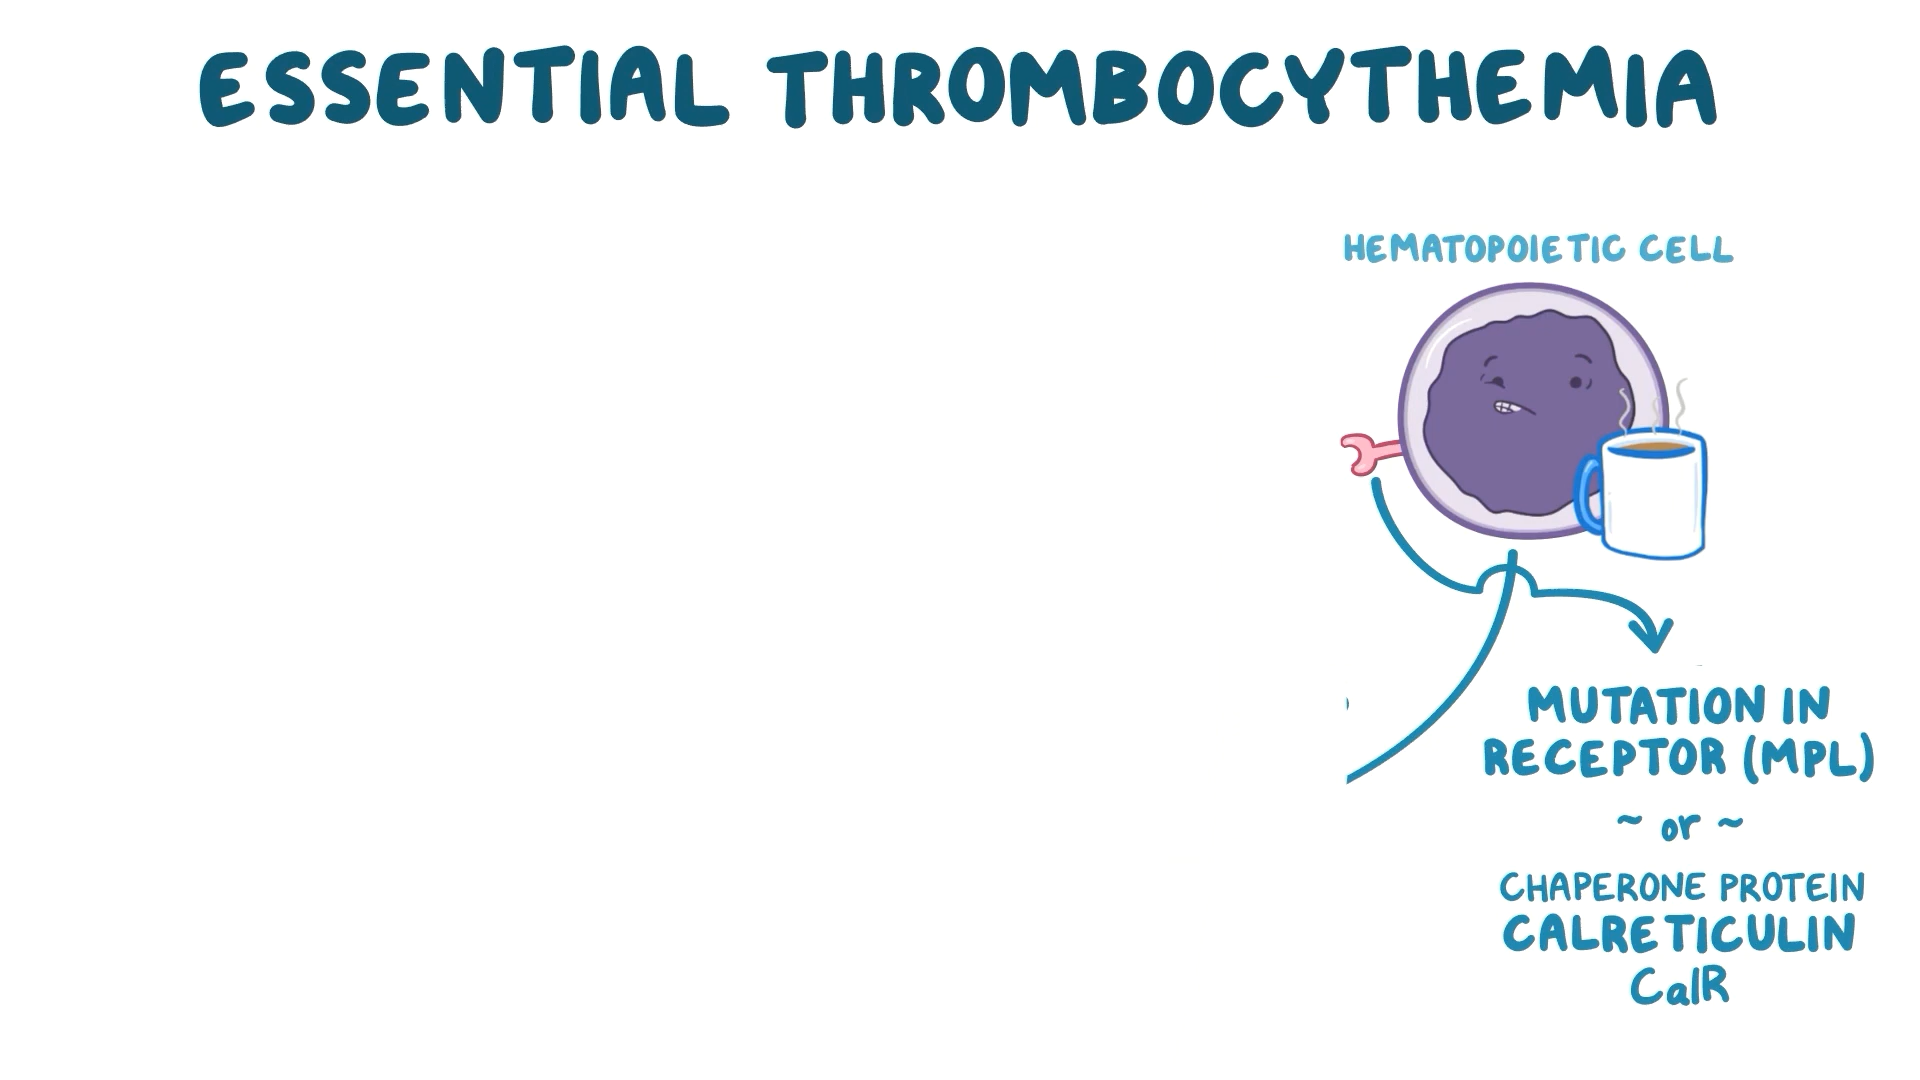 ESSENTIAL THROMBOCYTHEMIA
HEMATOPOIETIC CELL
MUTATION IN
RECEPTOR (MPL)
~ or ~
CHAPERONE PROTEIN
CALRETICULIN
CalR